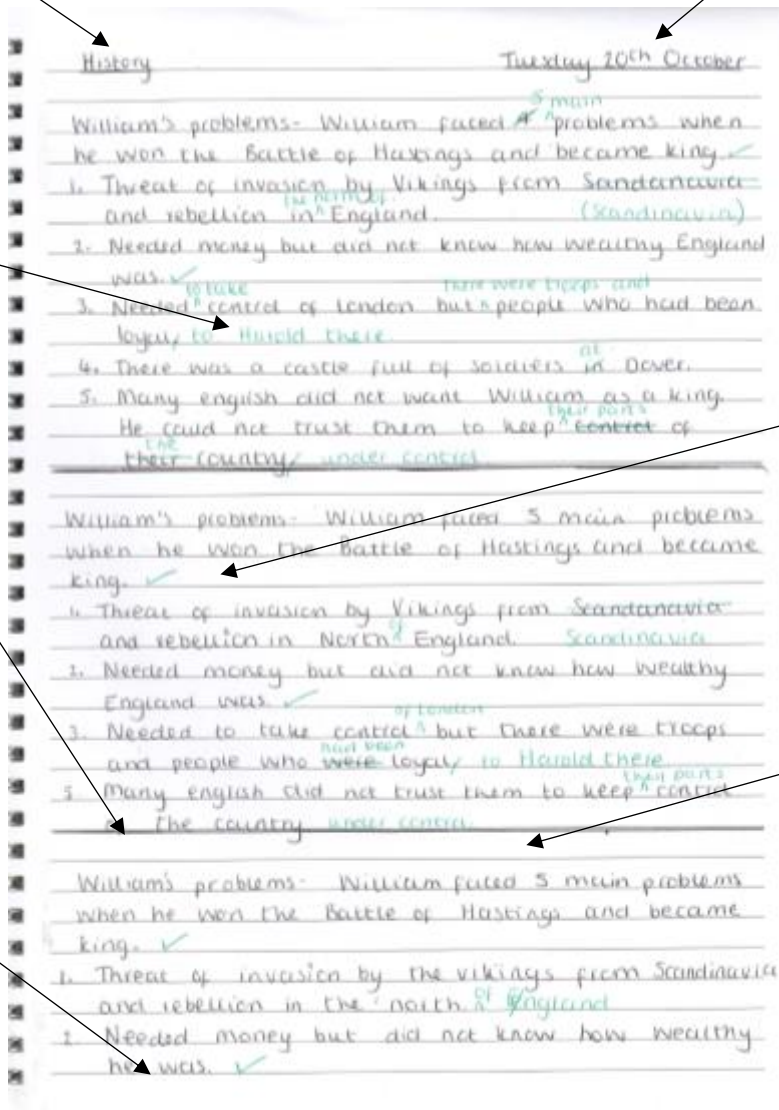 History Tuesday 20th October
5 main
William's problems- William faced 4 ^ problems when
he won the Battle of Hastings and became king. ✓
1. Threat of invasion by Vikings from Sandanavia
the north of
and rebellion in ^ England. (Scandinavia)
2. Needed money but did not know how wealthy England
was. ✓
to take there were troops and
3. Needed ^ control of London but ^ people who had been
loyal, to Harold there.
at
4. There was a castle full of soldiers in Dover.
5. Many english did not want William as a king.
their parts
He could not trust them to keep ^ control of
the
their country, under control
William's problems- William faced 5 main problems
when he won the Battle of Hastings and became
king. ✓
1. Threat of invasion by Vikings from Scandanavia
of
and rebellion in North ^ England. Scandinavia
2. Needed money but did not know how wealthy
England was. ✓
of London
3. Needed to take control ^ but there were troops
had been
and people who were loyal, to Harold there.
their parts
5 Many english did not trust them to keep ^ control
the country under control.
William's problems- William faced 5 main problems
when he won the Battle of Hastings and became
king. ✓
1. Threat of invasion by the vikings from Scandinavia
of
and rebellion in the north ^ England
2 Needed money but did not know how wealthy
he was. ✓